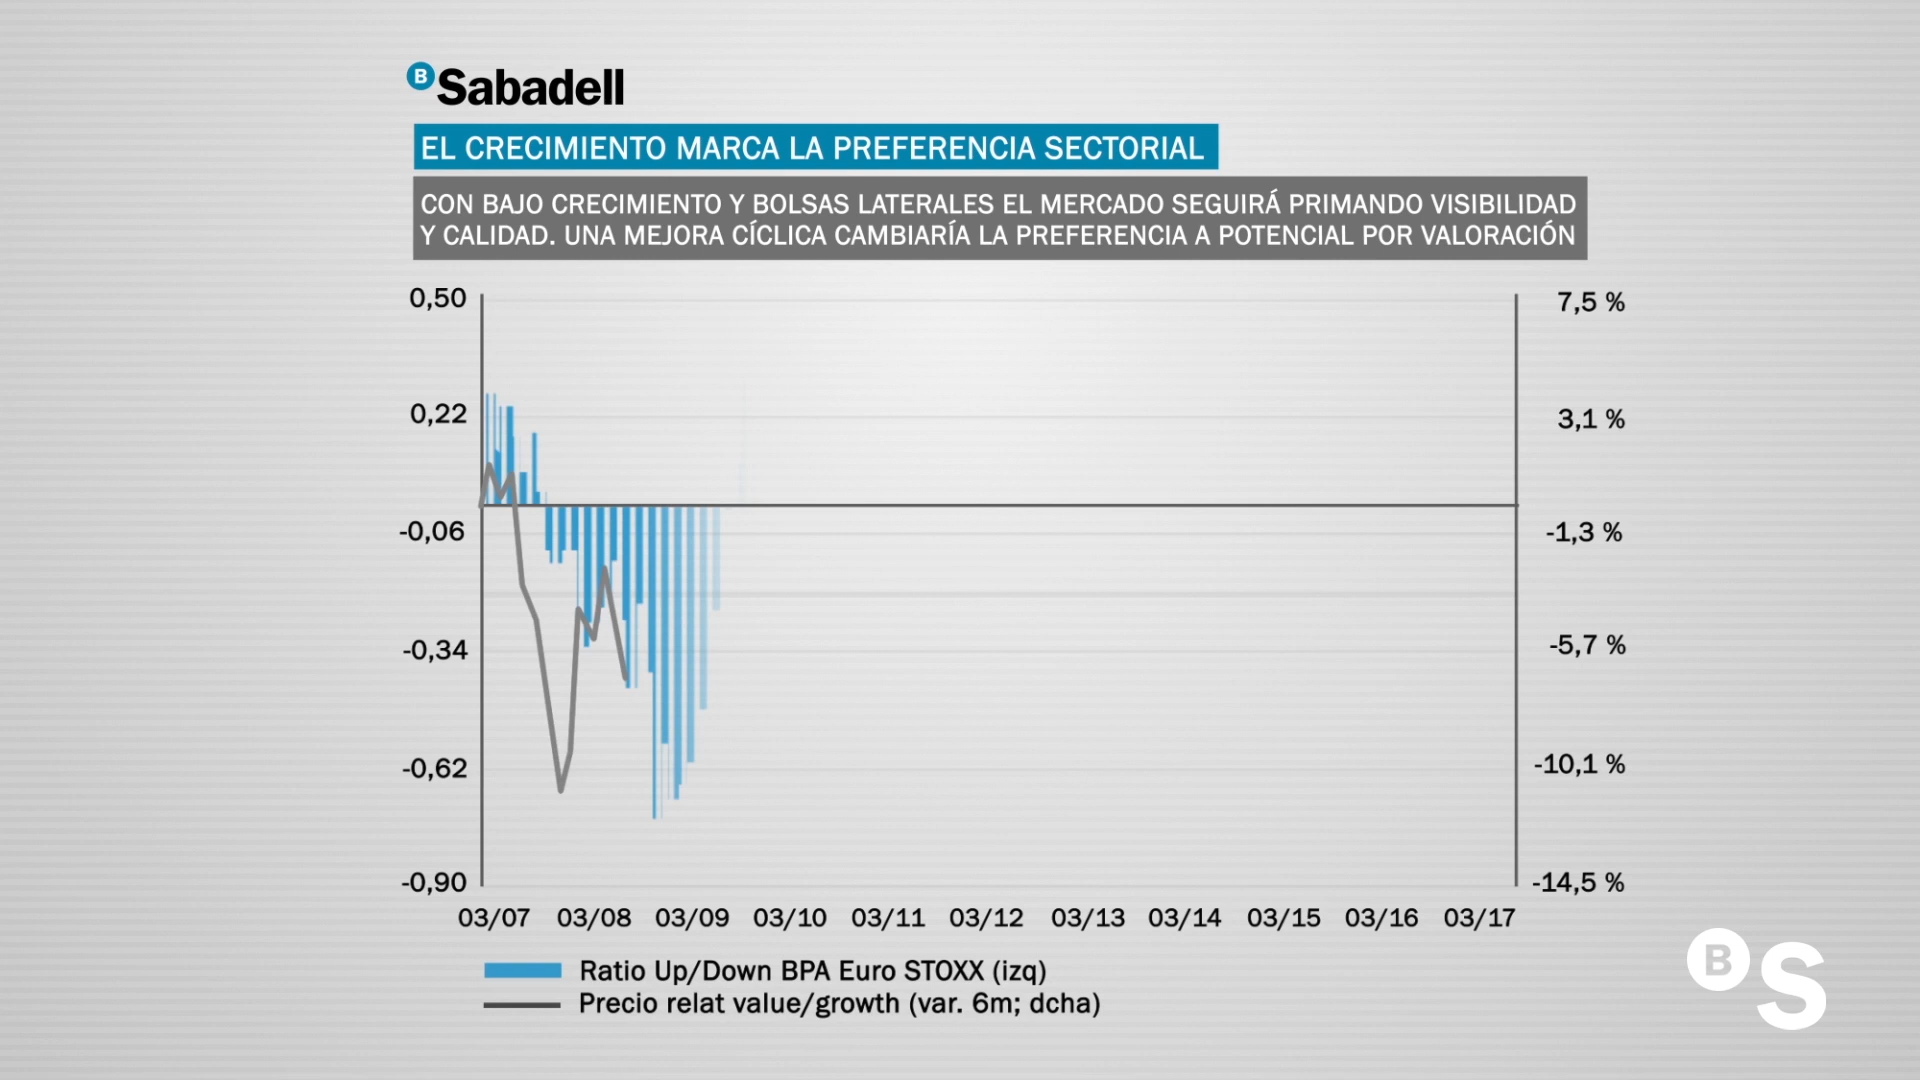 B Sabadell
EL CRECIMIENTO MARCA LA PREFERENCIA SECTORIAL
CON BAJO CRECIMIENTO Y BOLSAS LATERALES EL MERCADO SEGUIRÁ PRIMANDO VISIBILIDAD
Y CALIDAD. UNA MEJORA CÍCLICA CAMBIARÍA LA PREFERENCIA A POTENCIAL POR VALORACIÓN
0,50 7,5 %
0,22 3,1 %
-0,06 -1,3 %
-0,34 -5,7 %
-0,62 -10,1 %
-0,90 -14,5 %
03/07 03/08 03/09 03/10 03/11 03/12 03/13 03/14 03/15 03/16 03/17
Ratio Up/Down BPA Euro STOXX (izq)
Precio relat value/growth (var. 6m; dcha)
B S